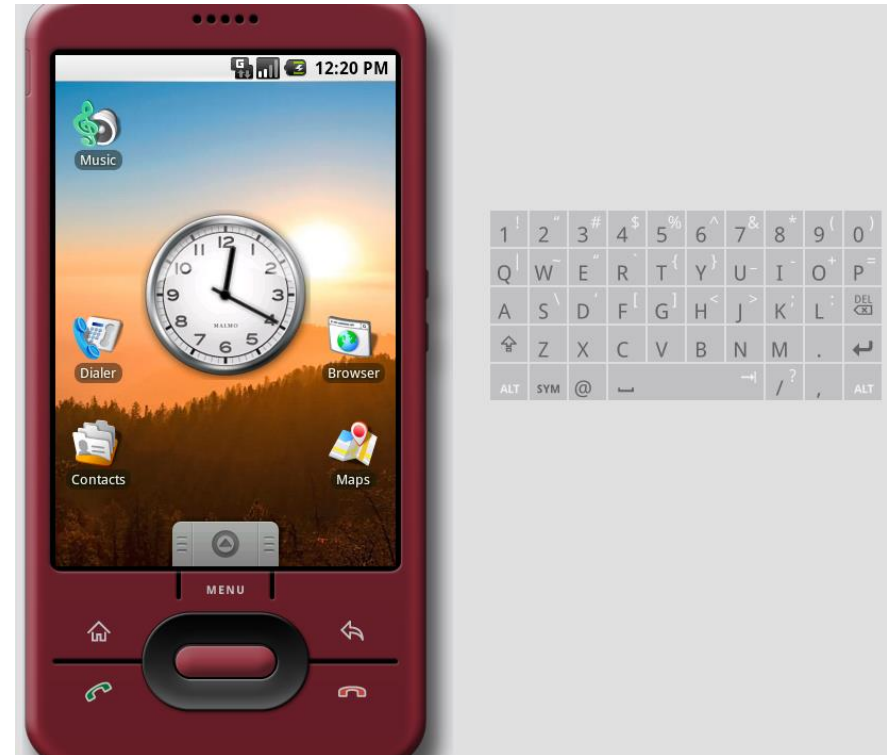 G
12:20 PM
Music
11 12 1
10 2
9 3
8 MALMO
7 6 5
Dialer
Browser
Contacts
Maps
MENU
1 ! 2 " 3 # 4 $ 5 % 6 ^ 7 & 8 * 9 ( 0 )
Q | W ~ E " R ` T { Y } U _ I - O + P =
A S \ D ' F [ G ] H < J > K ; L : DEL
Z X C V B N M .
ALT SYM @ / ? , ALT